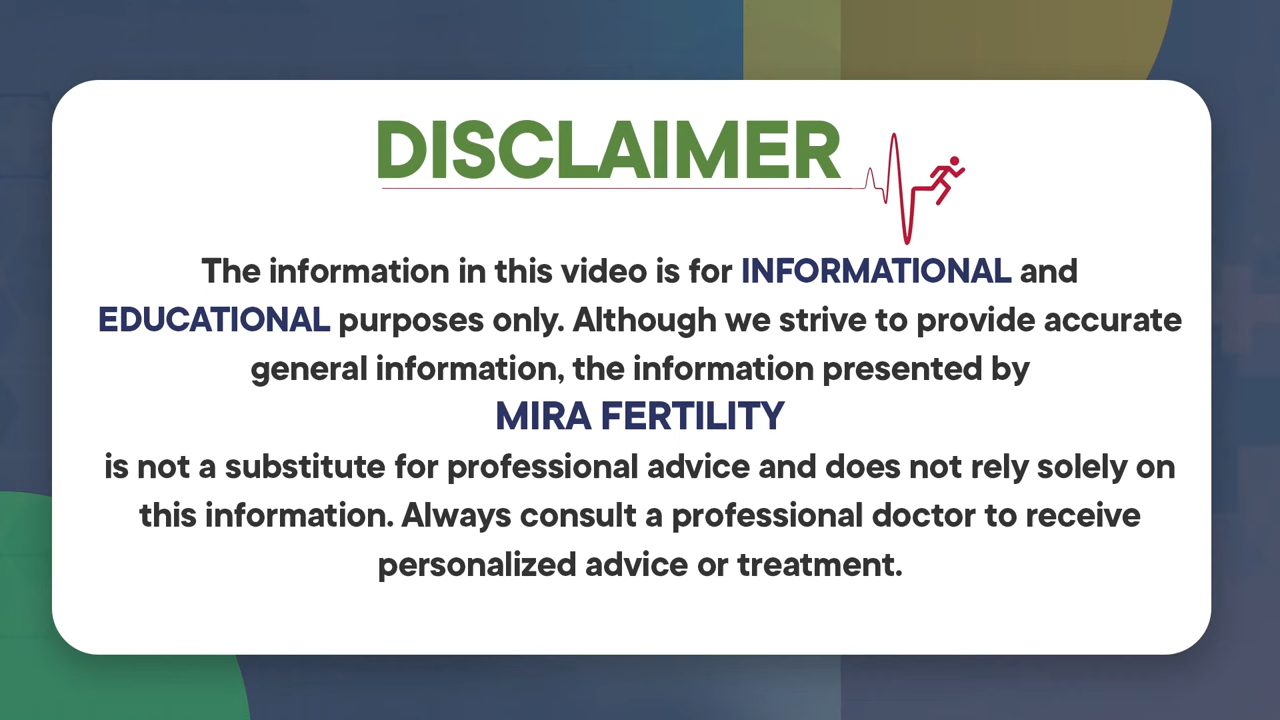 DISCLAIMER
The information in this video is for INFORMATIONAL and
EDUCATIONAL purposes only. Although we strive to provide accurate
general information, the information presented by
MIRA FERTILITY
is not a substitute for professional advice and does not rely solely on
this information. Always consult a professional doctor to receive
personalized advice or treatment.